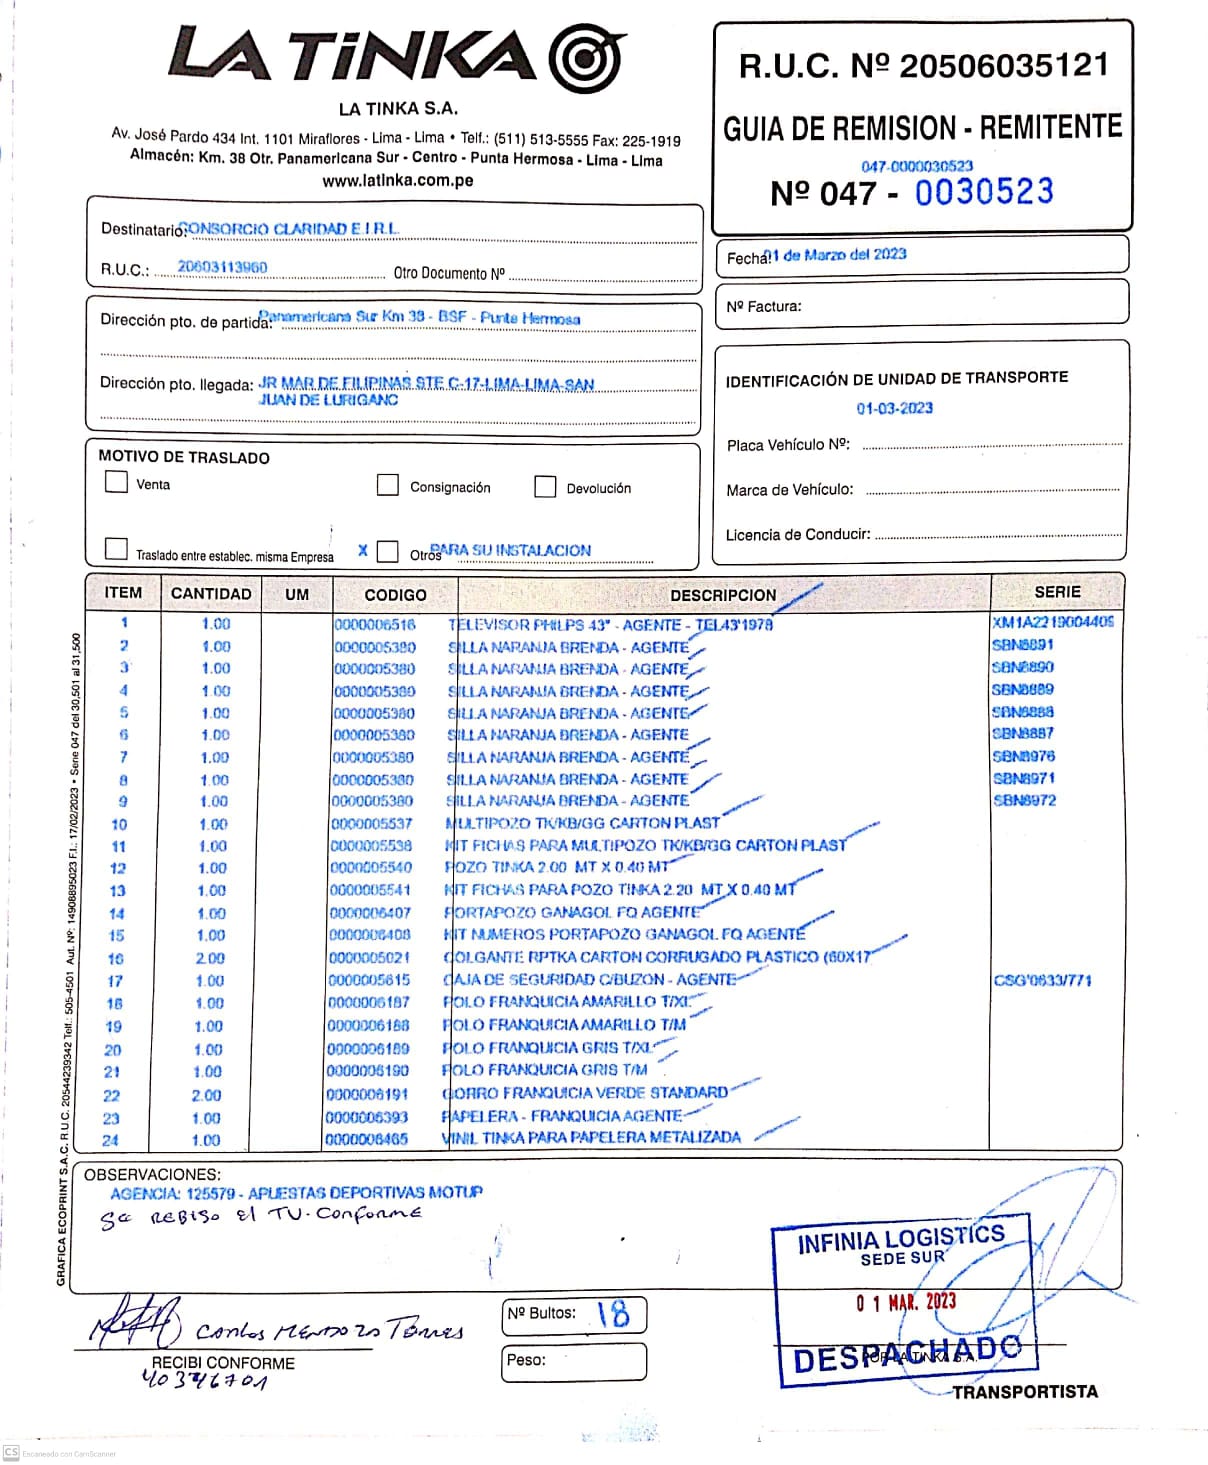 LA TINKA
LA TINKA S.A.
Av. José Pardo 434 Int. 1101 Miraflores - Lima - Lima • Telf.: (511) 513-5555 Fax: 225-1919
Almacén: Km. 38 Otr. Panamericana Sur - Centro - Punta Hermosa - Lima - Lima
www.latinka.com.pe
R.U.C. Nº 20506035121
GUIA DE REMISION - REMITENTE
047-0000030523
Nº 047 - 0030523
Destinatario: CONSORCIO CLARIDAD E.I.R.L.
R.U.C.: 20603113960 Otro Documento Nº
Fecha: 01 de Marzo del 2023
Nº Factura:
Dirección pto. de partida: Panamericana Sur Km 38 - BSF - Punta Hermosa
Dirección pto. llegada: JR MAR DE FILIPINAS STE C-17-LIMA-LIMA-SAN
JUAN DE LURIGANC
IDENTIFICACIÓN DE UNIDAD DE TRANSPORTE
01-03-2023
Placa Vehículo Nº:
Marca de Vehículo:
Licencia de Conducir:
MOTIVO DE TRASLADO
Venta Consignación Devolución
Traslado entre establec. misma Empresa X Otros PARA SU INSTALACION
ITEM CANTIDAD UM CODIGO DESCRIPCION SERIE
1 1.00 0000006516 TELEVISOR PHILPS 43" - AGENTE - TEL43'1978 XM1A2219004405
2 1.00 0000005380 SILLA NARANJA BRENDA - AGENTE SBN8891
3 1.00 0000005380 SILLA NARANJA BRENDA - AGENTE SBN8890
4 1.00 0000005380 SILLA NARANJA BRENDA - AGENTE SBN8889
5 1.00 0000005380 SILLA NARANJA BRENDA - AGENTE SBN8888
6 1.00 0000005380 SILLA NARANJA BRENDA - AGENTE SBN8887
7 1.00 0000005380 SILLA NARANJA BRENDA - AGENTE SBN8976
8 1.00 0000005380 SILLA NARANJA BRENDA - AGENTE SBN8971
9 1.00 0000005380 SILLA NARANJA BRENDA - AGENTE SBN8972
10 1.00 0000005537 MULTIPOZO TK/KB/GG CARTON PLAST
11 1.00 0000005538 KIT FICHAS PARA MULTIPOZO TK/KB/GG CARTON PLAST
12 1.00 0000005540 POZO TINKA 2.00 MT X 0.40 MT
13 1.00 0000005541 KIT FICHAS PARA POZO TINKA 2.20 MT X 0.40 MT
14 1.00 0000006407 PORTAPOZO GANAGOL FQ AGENTE
15 1.00 0000006408 KIT NUMEROS PORTAPOZO GANAGOL FQ AGENTE
16 2.00 0000005021 COLGANTE RPTKA CARTON CORRUGADO PLASTICO (60X17
17 1.00 0000005615 CAJA DE SEGURIDAD C/BUZON - AGENTE CSG'0633/771
18 1.00 0000006187 POLO FRANQUICIA AMARILLO T/XL
19 1.00 0000006188 POLO FRANQUICIA AMARILLO T/M
20 1.00 0000006189 POLO FRANQUICIA GRIS T/XL
21 1.00 0000006190 POLO FRANQUICIA GRIS T/M
22 2.00 0000006191 GORRO FRANQUICIA VERDE STANDARD
23 1.00 0000006393 PAPELERA - FRANQUICIA AGENTE
24 1.00 0000006465 VINIL TINKA PARA PAPELERA METALIZADA
GRAFICA ECOPRINT S.A.C. R.U.C. 20544239342 Telf.: 505-4501 Aut. Nº: 14908895023 F.I.: 17/02/2023 • Serie 047 del 30,501 al 31,500
OBSERVACIONES:
AGENCIA: 125579 - APUESTAS DEPORTIVAS MOTUP
Se REBISO el TV. Conforme
INFINIA LOGISTICS
SEDE SUR
01 MAR. 2023
DESPACHADO
POR LA TINKA S.A.
TRANSPORTISTA
Carlos Mendoza Torres
RECIBI CONFORME
40346701
Nº Bultos: 18
Peso:
CS Escaneado con CamScanner